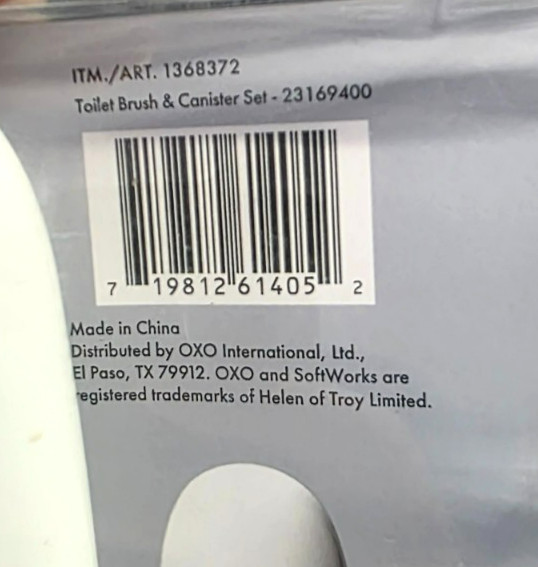 ITM./ART. 1368372
Toilet Brush & Canister Set - 23169400
7 19812 61405 2
Made in China
Distributed by OXO International, Ltd.,
El Paso, TX 79912. OXO and SoftWorks are
registered trademarks of Helen of Troy Limited.